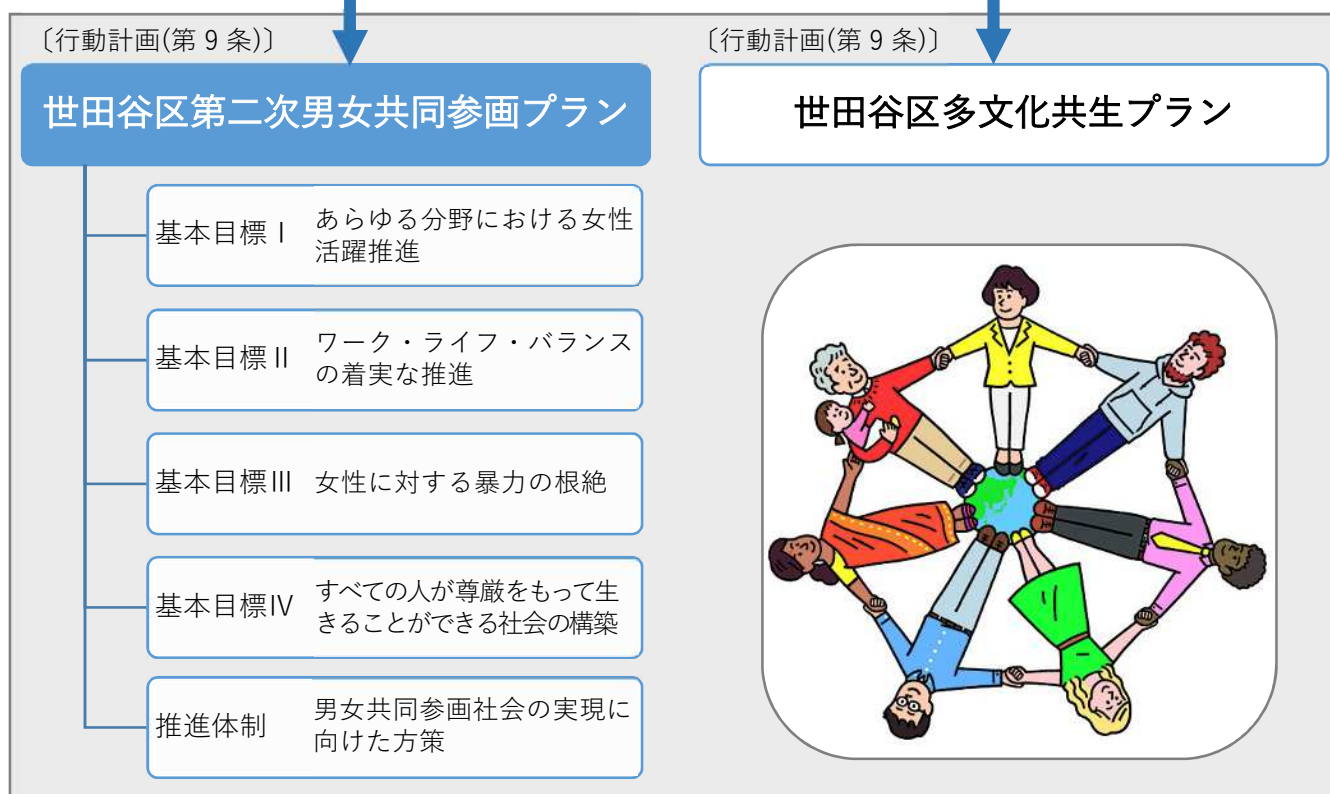 〔行動計画(第 9 条)〕
世田谷区第二次男女共同参画プラン
基本目標Ⅰ あらゆる分野における女性
活躍推進
基本目標Ⅱ ワーク・ライフ・バランス
の着実な推進
基本目標Ⅲ 女性に対する暴力の根絶
基本目標Ⅳ すべての人が尊厳をもって生
きることができる社会の構築
推進体制 男女共同参画社会の実現に
向けた方策
〔行動計画(第 9 条)〕
世田谷区多文化共生プラン